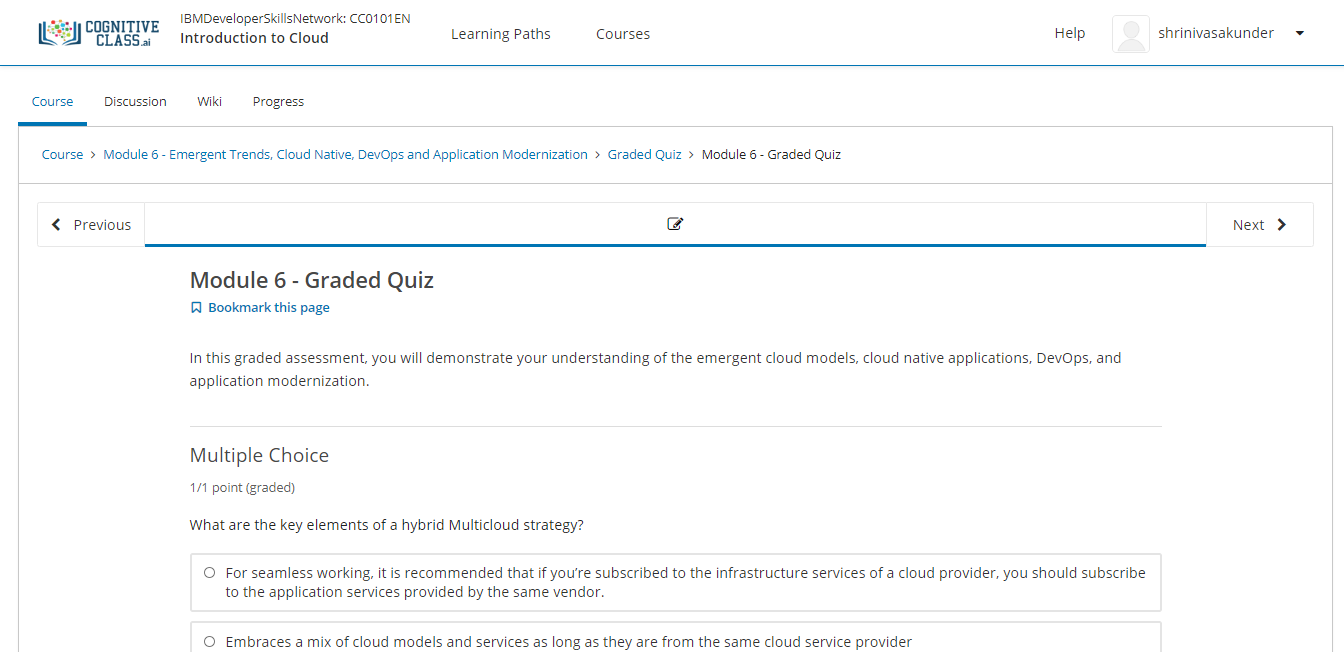 COGNITIVE
CLASS.ai
IBMDeveloperSkillsNetwork: CC0101EN
Introduction to Cloud
Learning Paths
Courses
Help
shrinivasakunder
Course
Discussion
Wiki
Progress
Course > Module 6 - Emergent Trends, Cloud Native, DevOps and Application Modernization > Graded Quiz > Module 6 - Graded Quiz
Previous
Next
Module 6 - Graded Quiz
Bookmark this page
In this graded assessment, you will demonstrate your understanding of the emergent cloud models, cloud native applications, DevOps, and
application modernization.
Multiple Choice
1/1 point (graded)
What are the key elements of a hybrid Multicloud strategy?
For seamless working, it is recommended that if you’re subscribed to the infrastructure services of a cloud provider, you should subscribe
to the application services provided by the same vendor.
Embraces a mix of cloud models and services as long as they are from the same cloud service provider